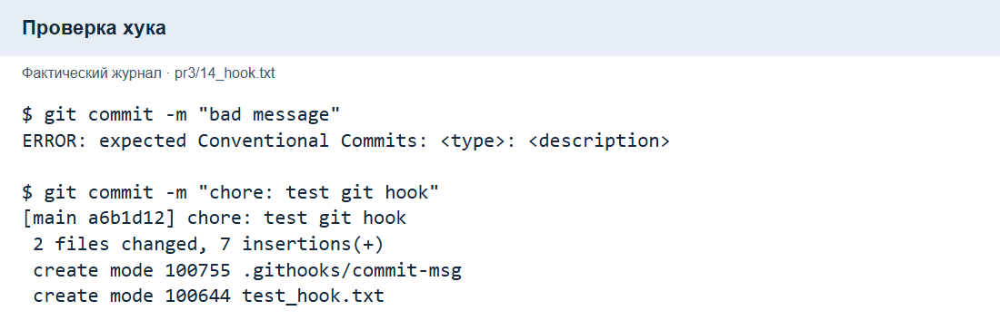 Проверка хука
Фактический журнал · pr3/14_hook.txt
$ git commit -m "bad message"
ERROR: expected Conventional Commits: <type>: <description>
$ git commit -m "chore: test git hook"
[main a6b1d12] chore: test git hook
2 files changed, 7 insertions(+)
create mode 100755 .githooks/commit-msg
create mode 100644 test_hook.txt